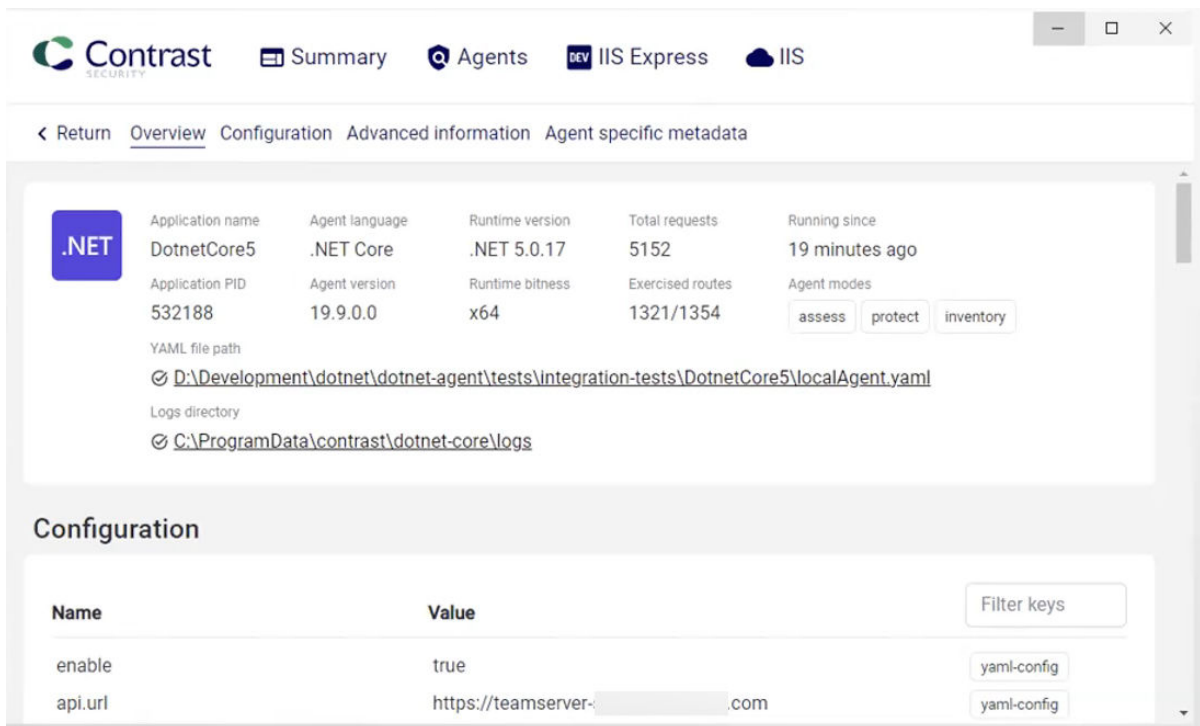 Contrast
SECURITY
Summary
Agents
DEV IIS Express
IIS
Return Overview Configuration Advanced information Agent specific metadata
.NET
Application name Agent language Runtime version Total requests Running since
DotnetCore5 .NET Core .NET 5.0.17 5152 19 minutes ago
Application PID Agent version Runtime bitness Exercised routes Agent modes
532188 19.9.0.0 x64 1321/1354 assess protect inventory
YAML file path
D:\Development\dotnet\dotnet-agent\tests\integration-tests\DotnetCore5\localAgent.yaml
Logs directory
C:\ProgramData\contrast\dotnet-core\logs
Configuration
Name Value Filter keys
enable true yaml-config
api.url https://teamserver- .com yaml-config